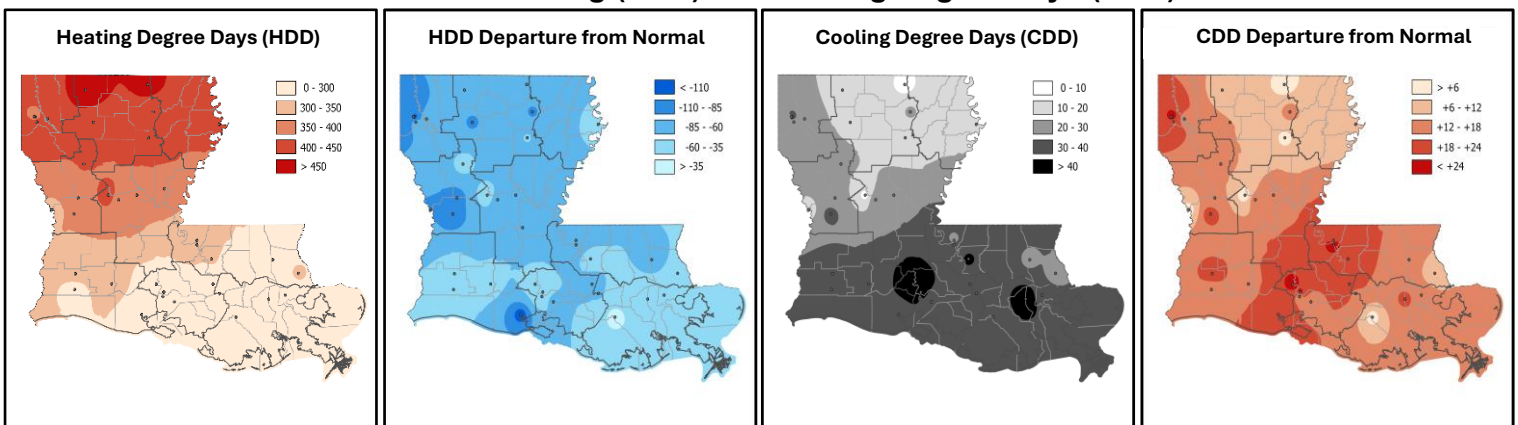 Heating Degree Days (HDD)
0 - 300
300 - 350
350 - 400
400 - 450
> 450
HDD Departure from Normal
< -110
-110 - -85
-85 - -60
-60 - -35
> -35
Cooling Degree Days (CDD)
0 - 10
10 - 20
20 - 30
30 - 40
> 40
CDD Departure from Normal
> +6
+6 - +12
+12 - +18
+18 - +24
< +24